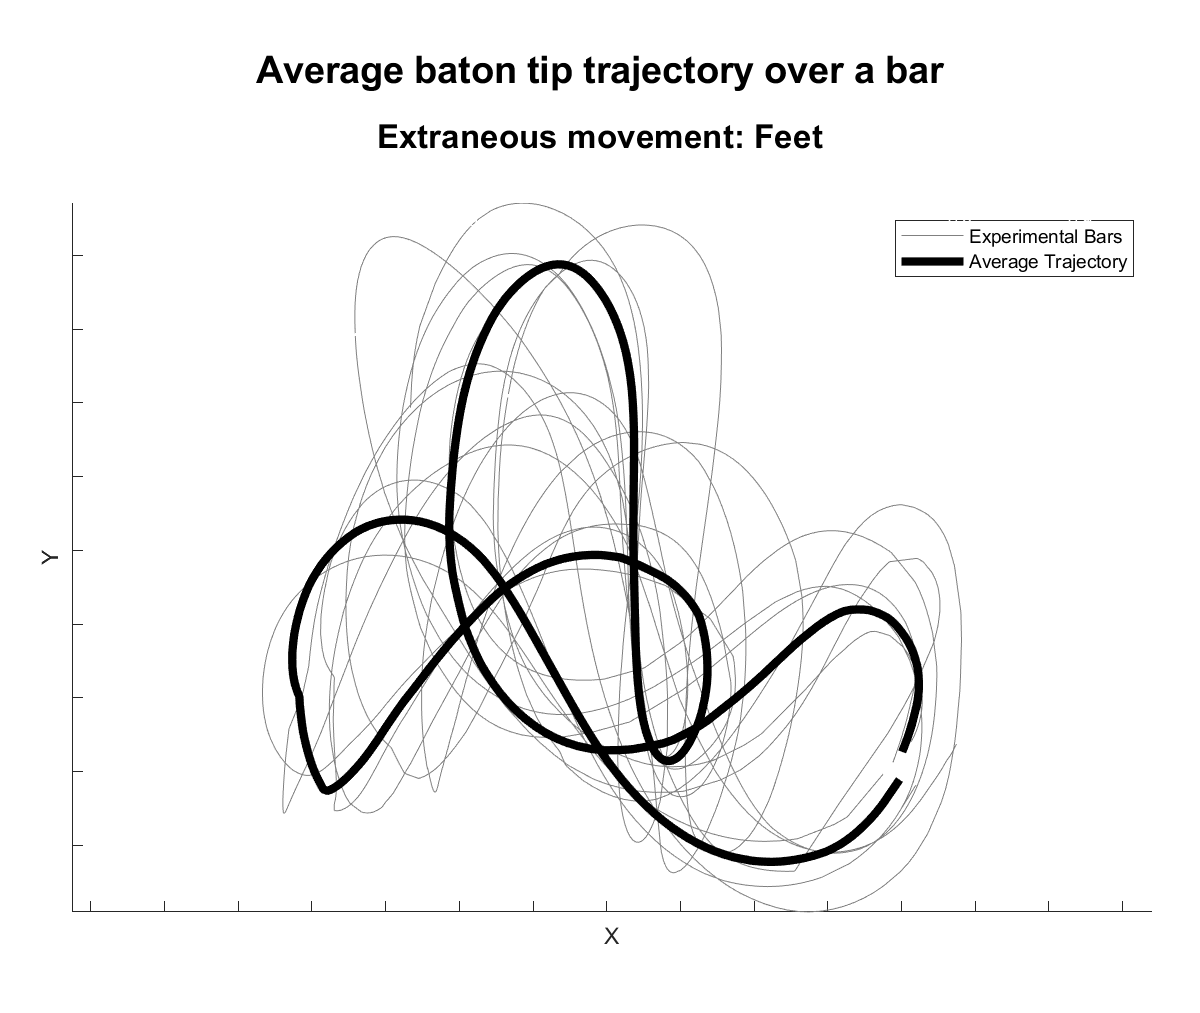 Average baton tip trajectory over a bar
Extraneous movement: Feet
Experimental Bars
Average Trajectory
Y
X